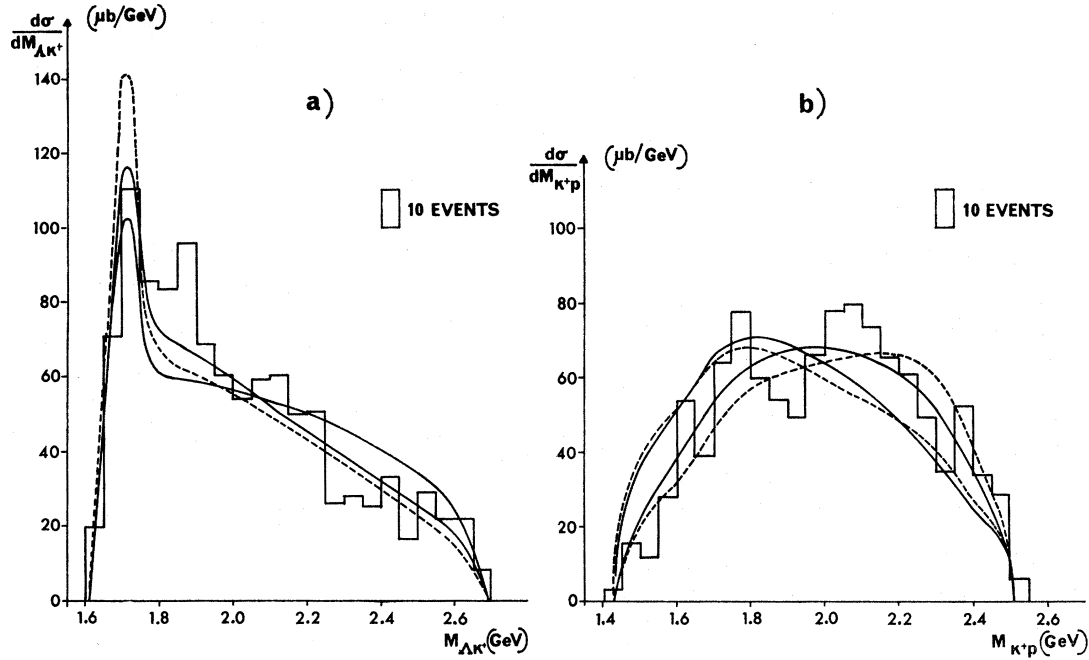 dσ
dM_ΛK⁺
(μb/GeV)
140
120
100
80
60
40
20
0
a)
10 EVENTS
1.6 1.8 2.0 2.2 2.4 2.6
M_ΛK⁺(GeV)
dσ
dM_K⁺p
(μb/GeV)
100
80
60
40
20
0
b)
10 EVENTS
1.4 1.6 1.8 2.0 2.2 2.4 2.6
M_K⁺p(GeV)